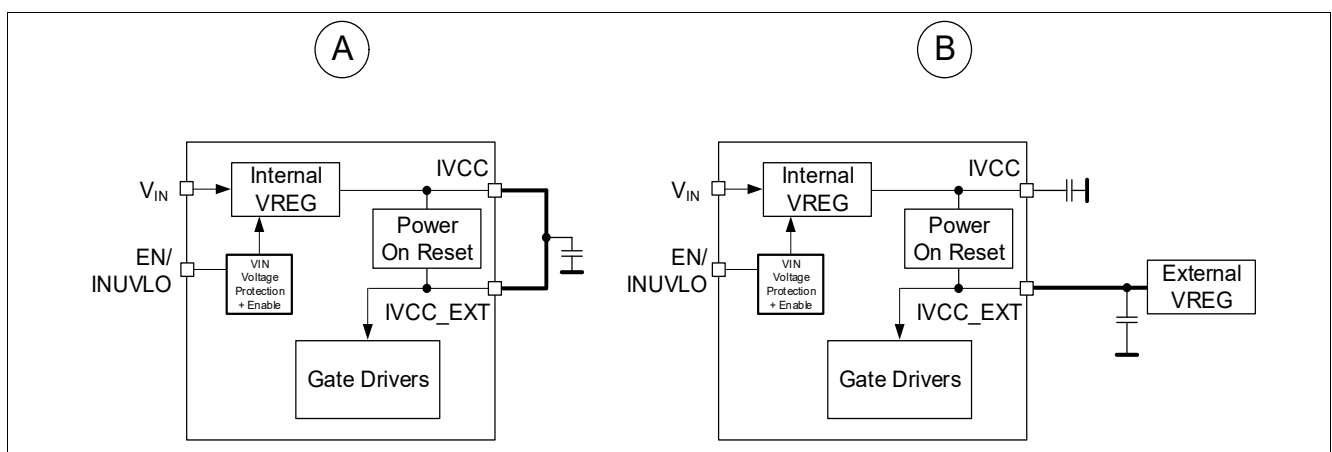 A
B
Internal
VREG
IVCC
VIN
Power
On Reset
EN/
INUVLO
VIN
Voltage
Protection
+ Enable
IVCC_EXT
Gate Drivers
Internal
VREG
IVCC
VIN
Power
On Reset
EN/
INUVLO
VIN
Voltage
Protection
+ Enable
External
VREG
IVCC_EXT
Gate Drivers